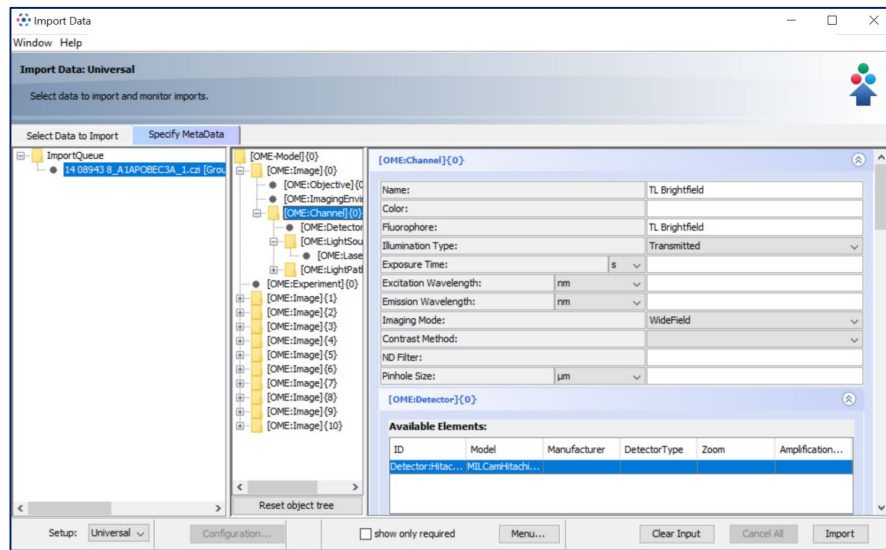 Import Data
Window Help
Import Data: Universal
Select data to import and monitor imports.
Select Data to Import Specify MetaData
ImportQueue
14 08943 8_A1APOBEC3A_1.czi [Grou
[OME-Model]{0}
[OME:Image]{0}
[OME:Objective]{0
[OME:ImagingEnvi
[OME:Channel]{0}
[OME:Detector
[OME:LightSou
[OME:Lase
[OME:LightPatl
[OME:Experiment]{0}
[OME:Image]{1}
[OME:Image]{2}
[OME:Image]{3}
[OME:Image]{4}
[OME:Image]{5}
[OME:Image]{6}
[OME:Image]{7}
[OME:Image]{8}
[OME:Image]{9}
[OME:Image]{10}
Reset object tree
[OME:Channel]{0}
Name: TL Brightfield
Color:
Fluorophore: TL Brightfield
Illumination Type: Transmitted
Exposure Time: s
Excitation Wavelength: nm
Emission Wavelength: nm
Imaging Mode: WideField
Contrast Method:
ND Filter:
Pinhole Size: µm
[OME:Detector]{0}
Available Elements:
ID Model Manufacturer DetectorType Zoom Amplification...
Detector:Hitac... MILCamHitachi...
Setup: Universal Configuration... show only required Menu... Clear Input Cancel All Import